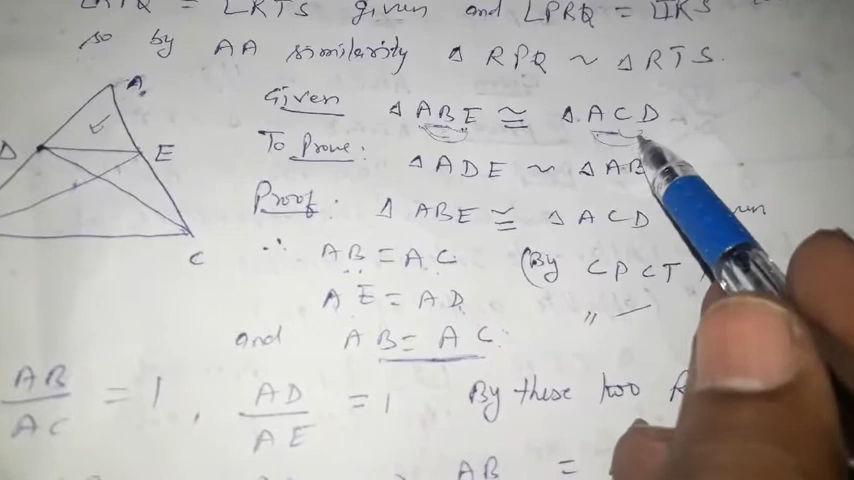 = ∠RTS given and ∠PRQ =
so by AA similarity Δ RPQ ~ Δ RTS.
A
D
E
C
Given Δ ABE ≅ Δ ACD
To Prove: Δ ADE ~ Δ AB
Proof: Δ ABE ≅ Δ ACD
∴ AB = AC (By CPCT
AE = AD "
and AB = AC
AB/AC = 1, AD/AE = 1 By these two
AB =